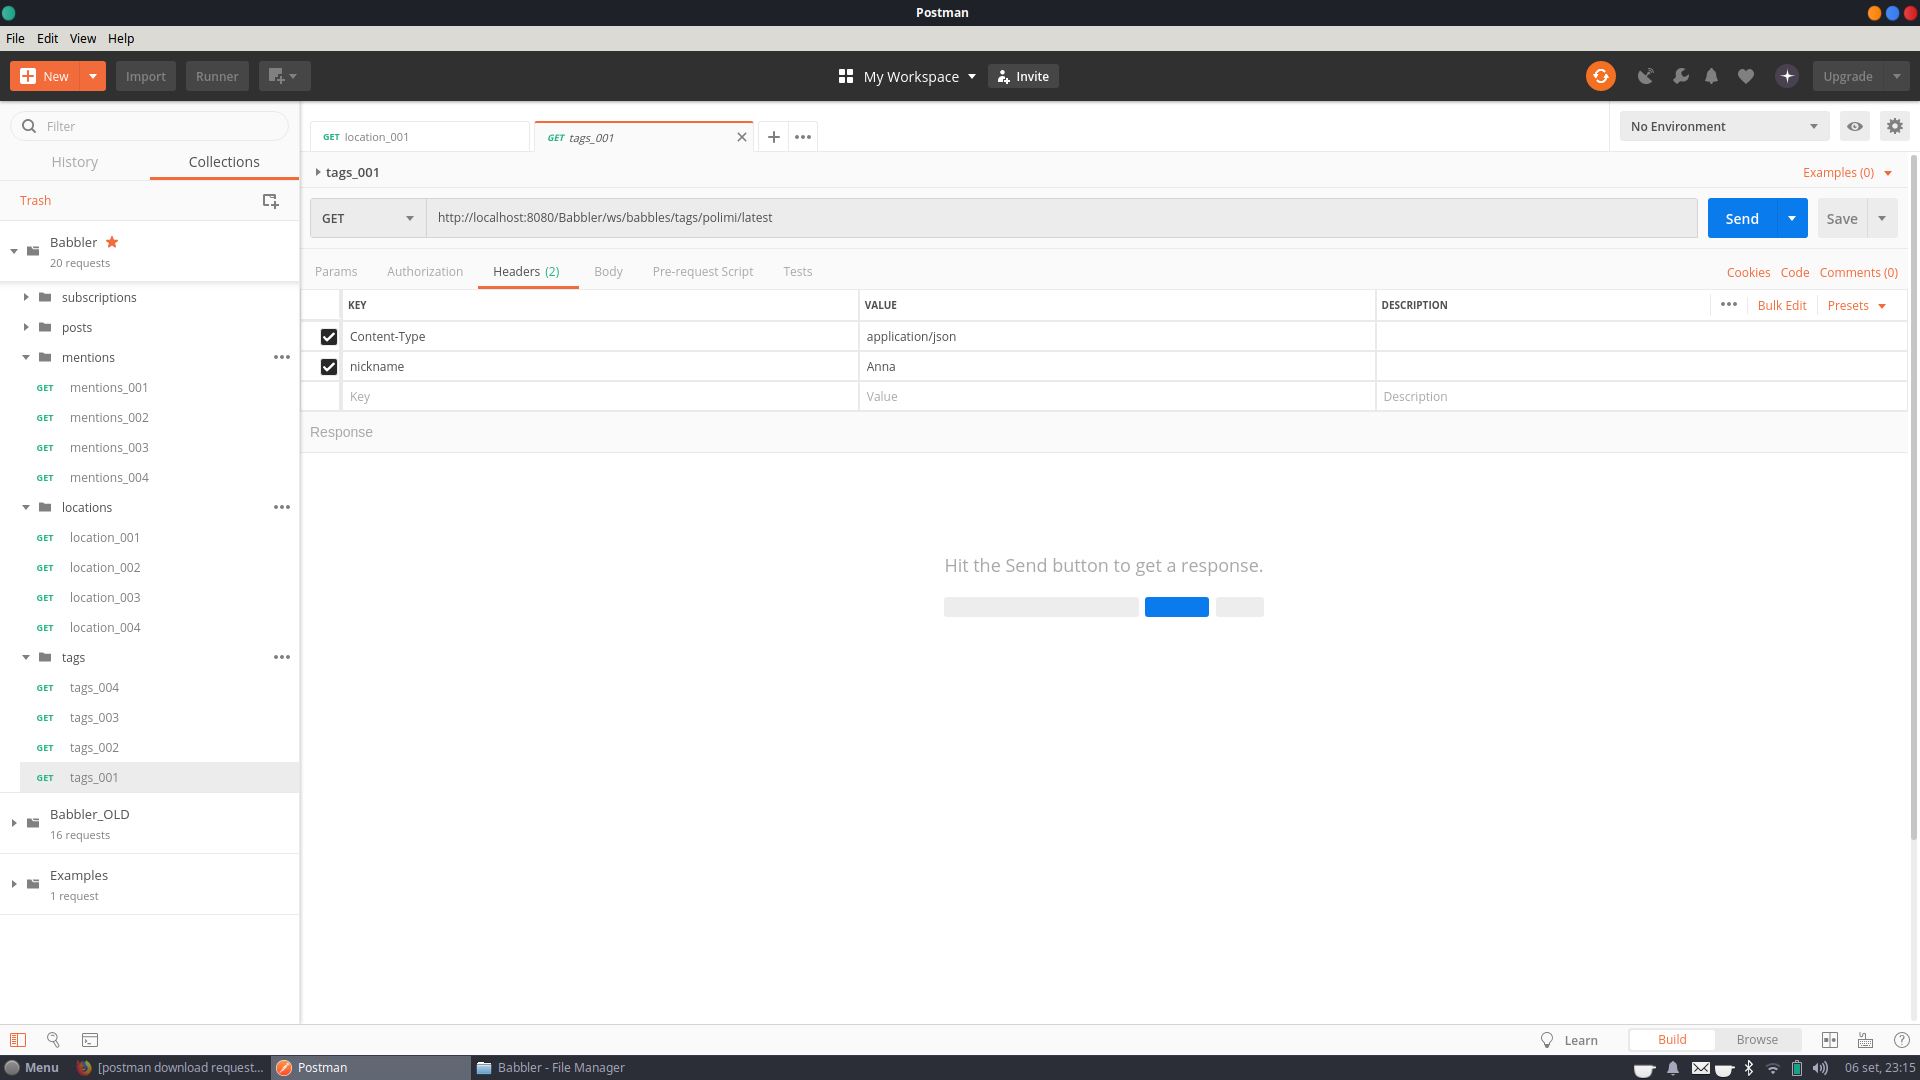 Postman
File Edit View Help
New Import Runner My Workspace Invite Upgrade
Filter
History Collections
Trash
Babbler
20 requests
subscriptions
posts
mentions
GET mentions_001
GET mentions_002
GET mentions_003
GET mentions_004
locations
GET location_001
GET location_002
GET location_003
GET location_004
tags
GET tags_004
GET tags_003
GET tags_002
GET tags_001
Babbler_OLD
16 requests
Examples
1 request
GET location_001 GET tags_001 No Environment
tags_001 Examples (0)
GET http://localhost:8080/Babbler/ws/babbles/tags/polimi/latest Send Save
Params Authorization Headers (2) Body Pre-request Script Tests Cookies Code Comments (0)
KEY VALUE DESCRIPTION Bulk Edit Presets
Content-Type application/json
nickname Anna
Key Value Description
Response
Hit the Send button to get a response.
Learn Build Browse
Menu [postman download request... Postman Babbler - File Manager 06 set, 23:15